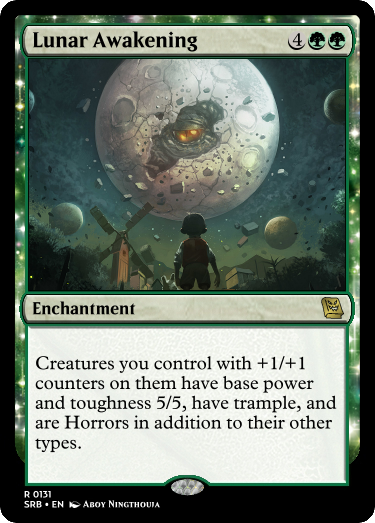 Lunar Awakening 4
Enchantment
Creatures you control with +1/+1
counters on them have base power
and toughness 5/5, have trample, and
are Horrors in addition to their other
types.
R 0131
SRB • EN Aboy Ningthouja